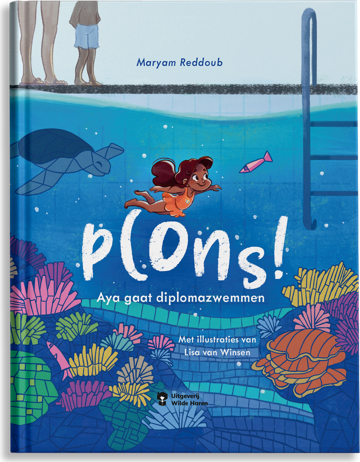 Maryam Reddoub
plons!
Aya gaat diplomazwemmen
Met illustraties van
Lisa van Winsen
Uitgeverij
Wilde Haren